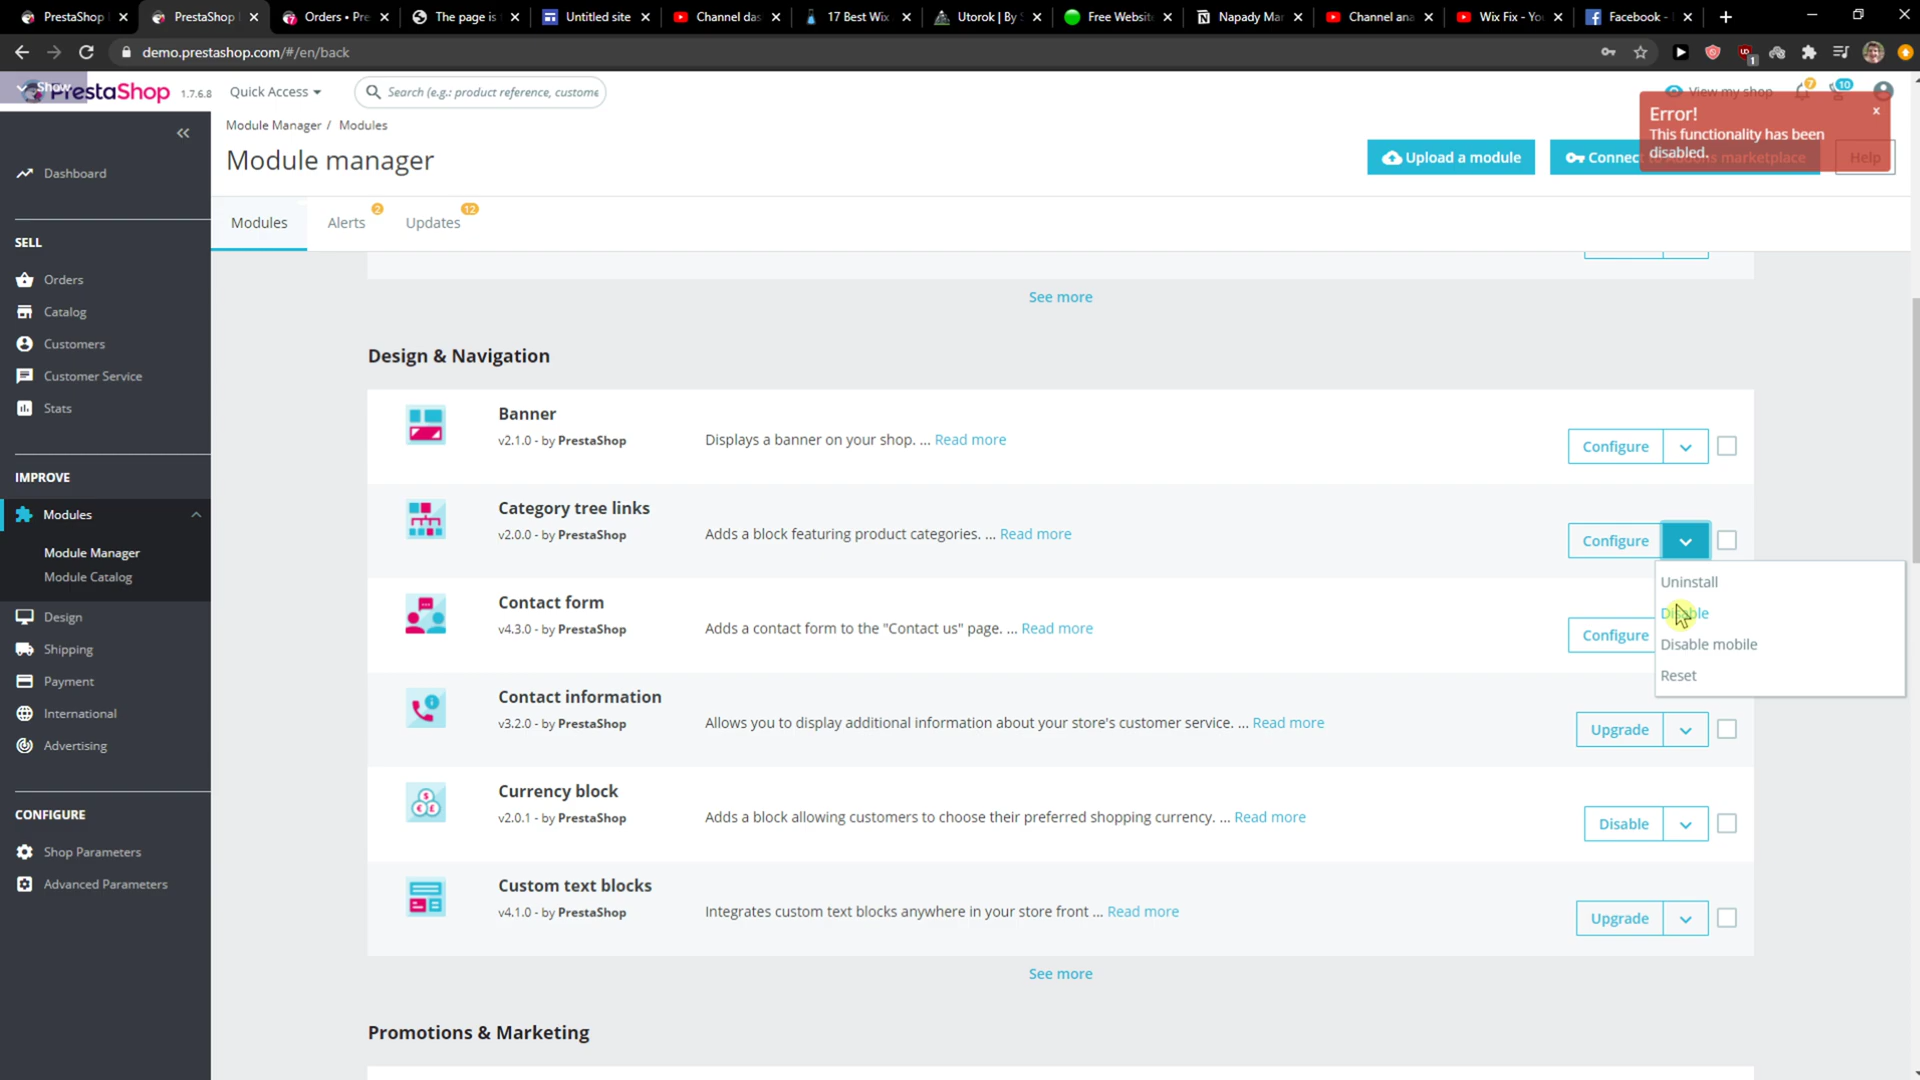 PrestaShop
PrestaShop
Orders • Pre
The page is
Untitled site
Channel das
17 Best Wix
Utorok | By S
Free Website
Napady Mar
Channel ana
Wix Fix - Yo
Facebook -
demo.prestashop.com/#/en/back
1
Show
PrestaShop
1.7.6.8
Quick Access
Search (e.g.: product reference, custome
View my shop
7
10
Module Manager / Modules
Module manager
Upload a module
Connect to Addons marketplace
Help
Error!
x
This functionality has been
disabled.
Modules
Alerts
2
Updates
12
Dashboard
SELL
Orders
Catalog
Customers
Customer Service
Stats
IMPROVE
Modules
Module Manager
Module Catalog
Design
Shipping
Payment
International
Advertising
CONFIGURE
Shop Parameters
Advanced Parameters
See more
Design & Navigation
Banner
v2.1.0 - by PrestaShop
Displays a banner on your shop. ... Read more
Configure
Category tree links
v2.0.0 - by PrestaShop
Adds a block featuring product categories. ... Read more
Configure
Uninstall
Disable
Disable mobile
Reset
Contact form
v4.3.0 - by PrestaShop
Adds a contact form to the "Contact us" page. ... Read more
Configure
Contact information
v3.2.0 - by PrestaShop
Allows you to display additional information about your store's customer service. ... Read more
Upgrade
Currency block
v2.0.1 - by PrestaShop
Adds a block allowing customers to choose their preferred shopping currency. ... Read more
Disable
Custom text blocks
v4.1.0 - by PrestaShop
Integrates custom text blocks anywhere in your store front ... Read more
Upgrade
See more
Promotions & Marketing